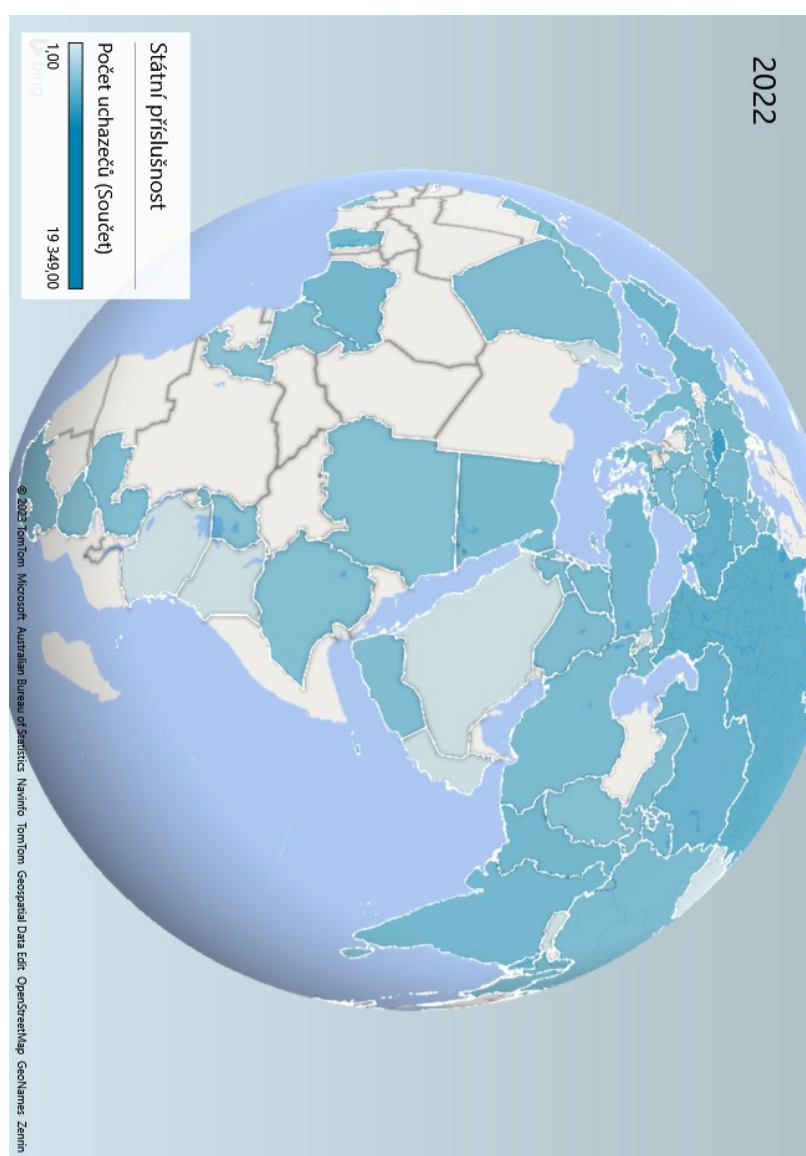 2022
Státní příslušnost
Počet uchazečů (Součet)
1,00 19 349,00
bing
© 2023 TomTom Microsoft Australian Bureau of Statistics Navinfo TomTom Geospatial Data Edit OpenStreetMap GeoNames Zenrin